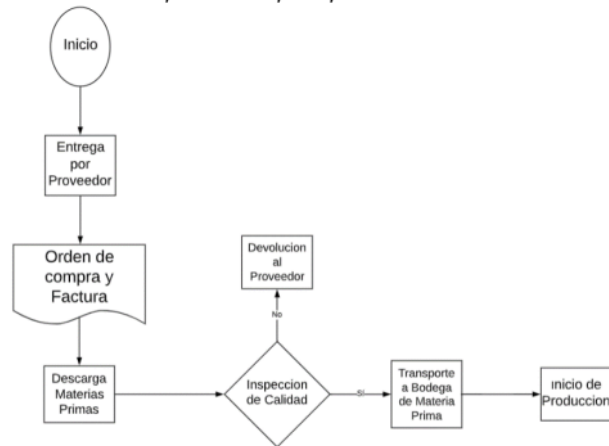 Inicio
Entrega
por
Proveedor
Orden de
compra y
Factura
Descarga
Materias
Primas
Inspeccion
de Calidad
No
Devolucion
al
Proveedor
Sí
Transporte
a Bodega
de Materia
Prima
Inicio de
Produccion